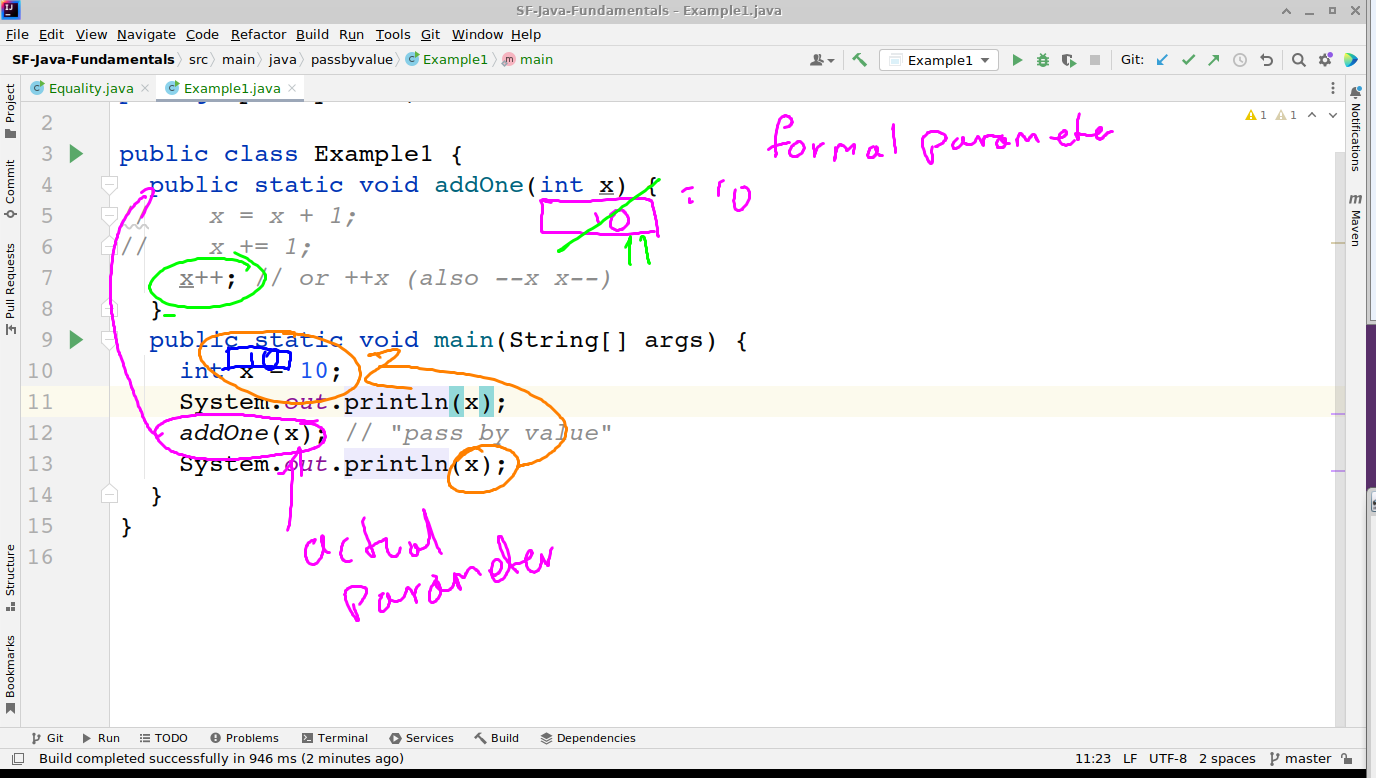 SF-Java-Fundamentals – Example1.java
File Edit View Navigate Code Refactor Build Run Tools Git Window Help
SF-Java-Fundamentals src main java passbyvalue Example1 main
Example1
Git:
Project
Commit
Pull Requests
Structure
Bookmarks
Equality.java Example1.java
1 1
formal paramete
2
3 public class Example1 {
4 public static void addOne(int x) {
: 10
5 // x = x + 1;
10
11
6 // x += 1;
7 x++; // or ++x (also --x x--)
8 }
9 public static void main(String[] args) {
10
10 int x = 10;
11 System.out.println(x);
12 addOne(x); // "pass by value"
13 System.out.println(x);
14 }
15 }
16
actual
parameter
Notifications
Maven
Git Run TODO Problems Terminal Services Build Dependencies
Build completed successfully in 946 ms (2 minutes ago)
11:23 LF UTF-8 2 spaces master